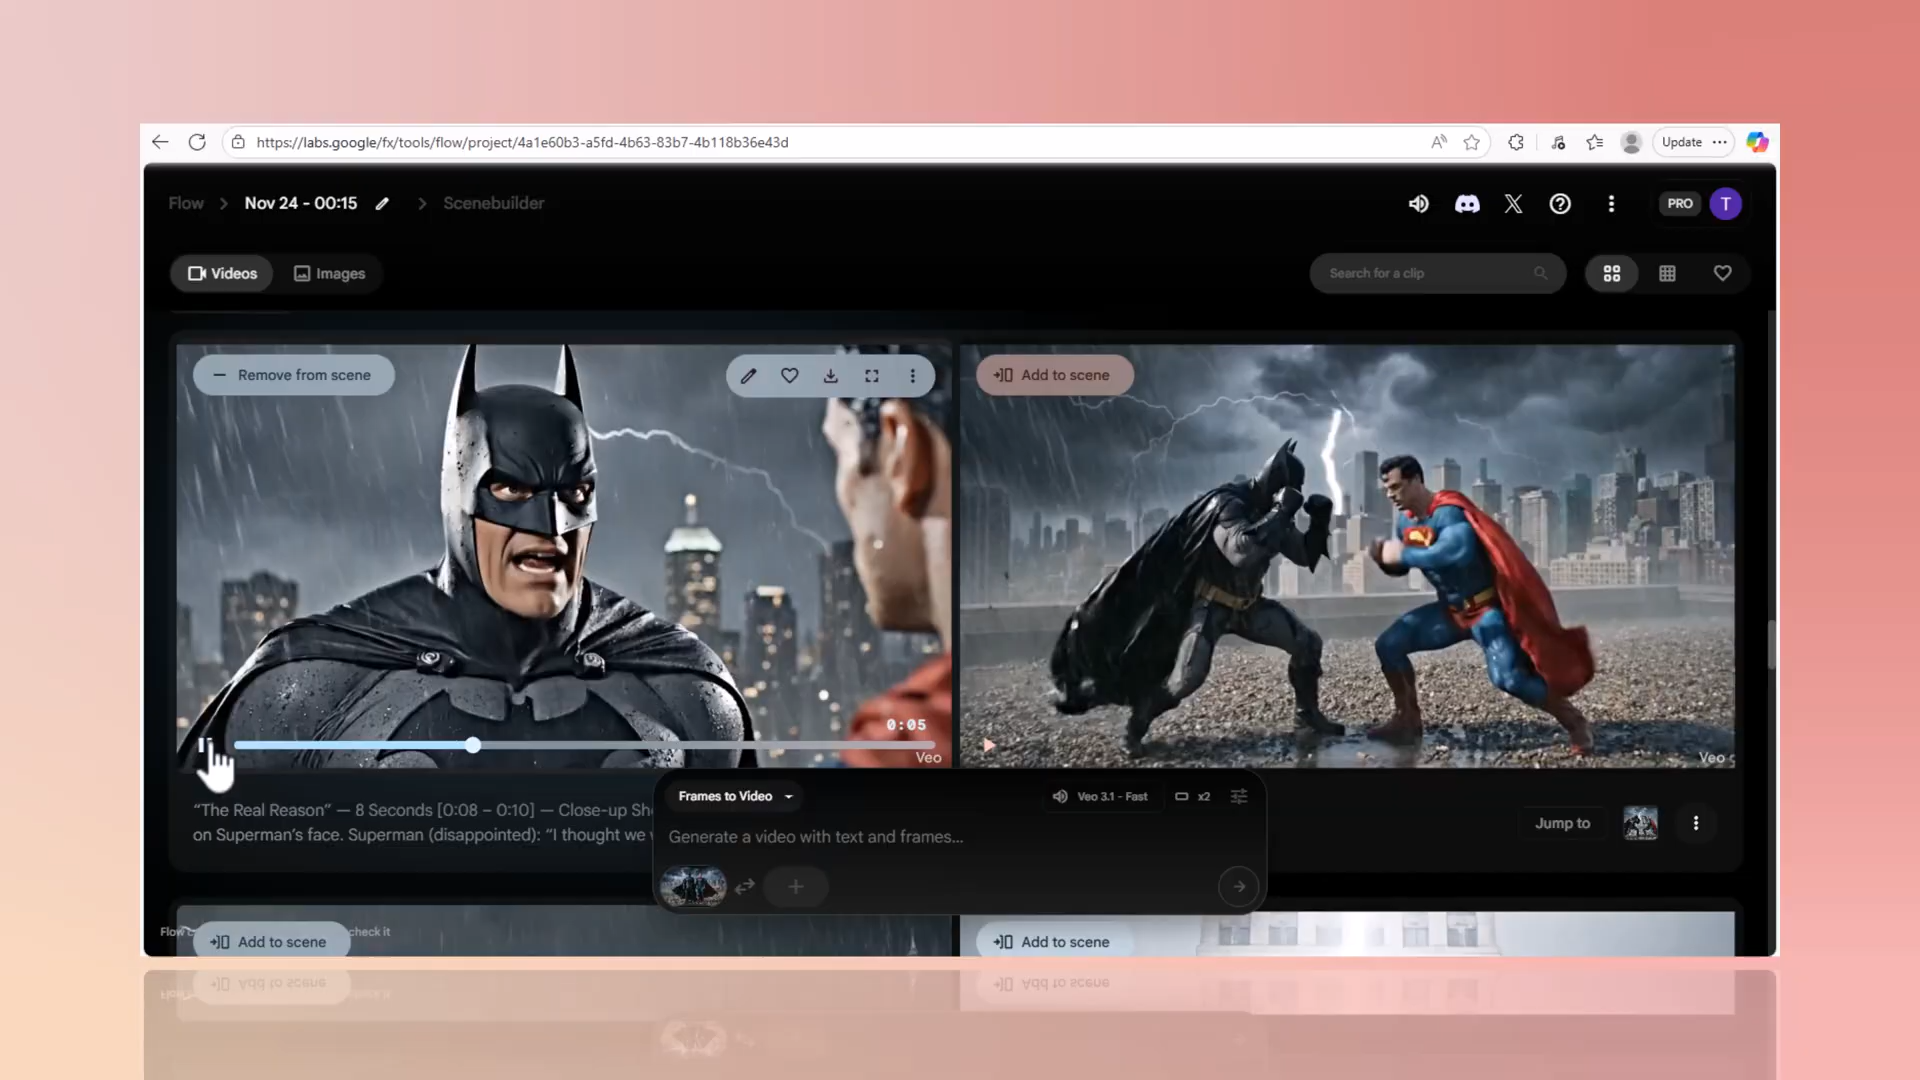 https://labs.google/fx/tools/flow/project/4a1e60b3-a5fd-4b63-83b7-4b118b36e43d
Update
Flow
Nov 24 - 00:15
Scenebuilder
PRO
T
Videos
Images
Search for a clip
Remove from scene
Add to scene
0:05
Veo
Veo
“The Real Reason” — 8 Seconds [0:08 – 0:10] — Close-up Sh
on Superman’s face. Superman (disappointed): “I thought we
Frames to Video
Veo 3.1 - Fast
x2
Generate a video with text and frames...
Jump to
Flow
check it
Add to scene
Add to scene